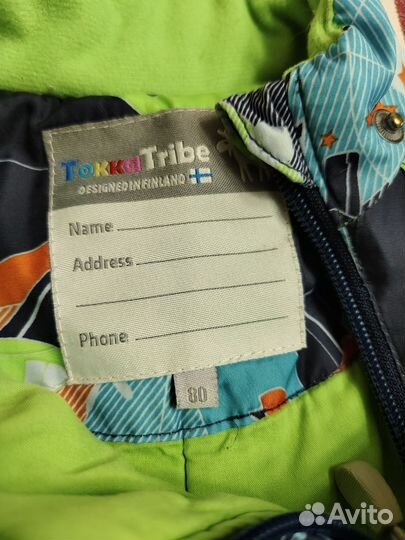 TokkaTribe
DESIGNED IN FINLAND
Name
Address
Phone
80
Avito